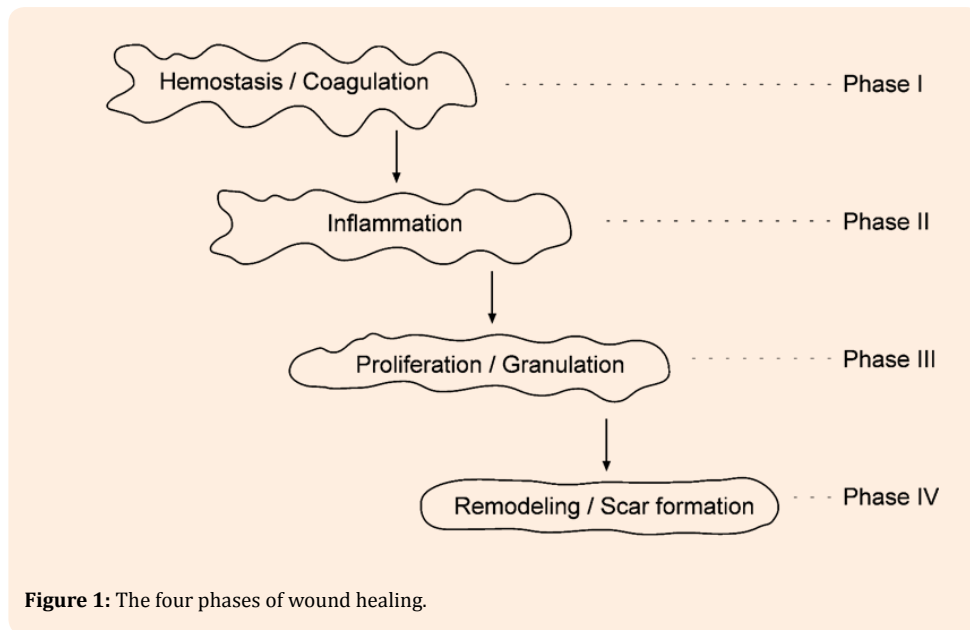 Hemostasis / Coagulation
Phase I
Inflammation
Phase II
Proliferation / Granulation
Phase III
Remodeling / Scar formation
Phase IV
Figure 1: The four phases of wound healing.